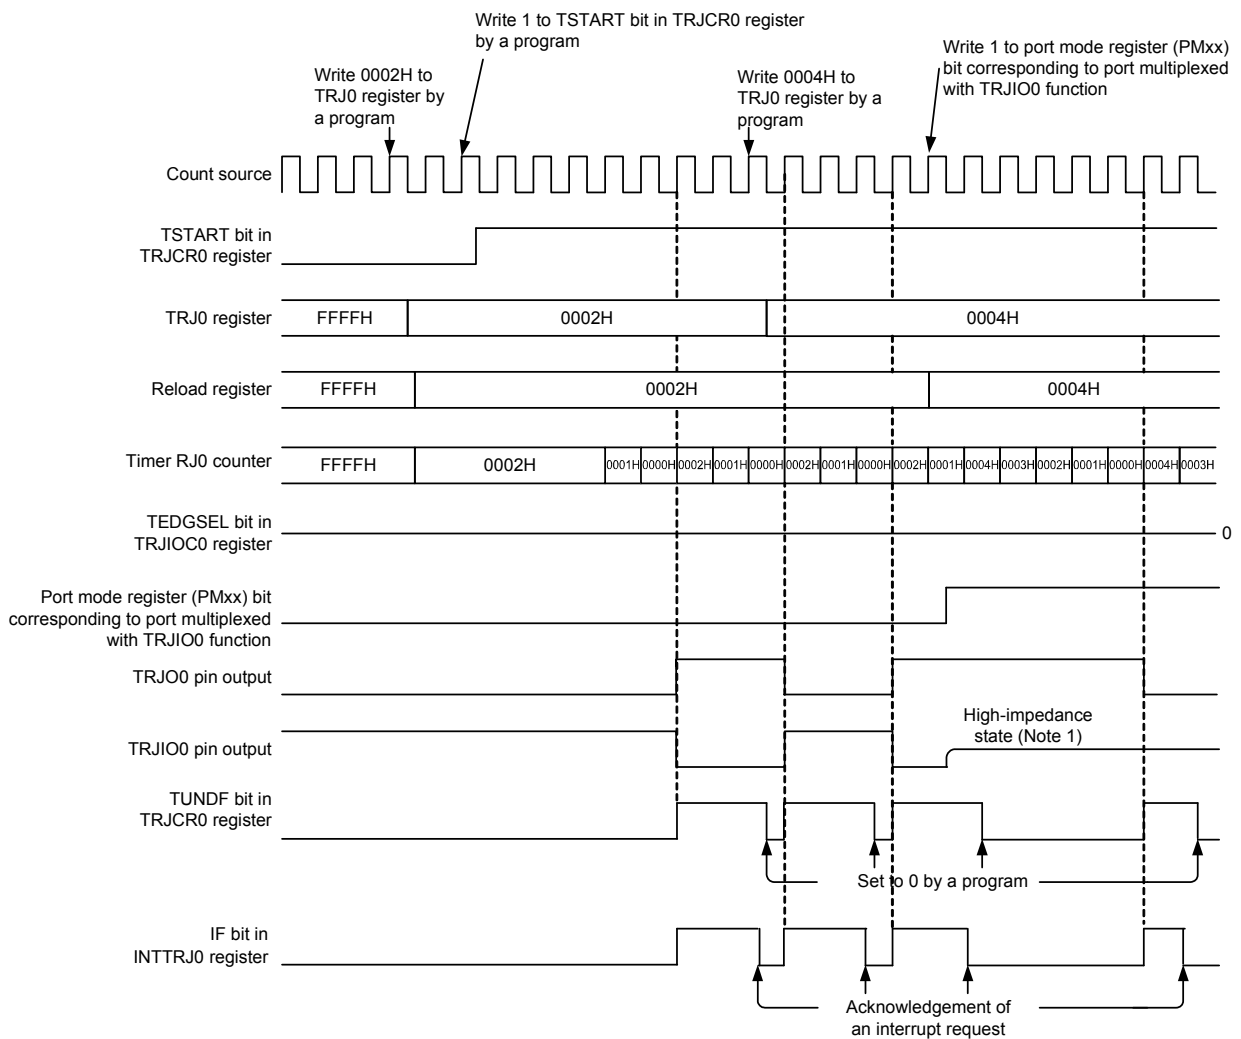 Write 1 to TSTART bit in TRJCR0 register
by a program
Write 0002H to
TRJ0 register by
a program
Write 0004H to
TRJ0 register by a
program
Write 1 to port mode register (PMxx)
bit corresponding to port multiplexed
with TRJIO0 function
Count source
TSTART bit in
TRJCR0 register
TRJ0 register
FFFFH
0002H
0004H
Reload register
FFFFH
0002H
0004H
Timer RJ0 counter
FFFFH
0002H
0001H
0000H
0002H
0001H
0000H
0002H
0001H
0000H
0002H
0001H
0004H
0003H
0002H
0001H
0000H
0004H
0003H
TEDGSEL bit in
TRJIOC0 register
0
Port mode register (PMxx) bit
corresponding to port multiplexed
with TRJIO0 function
TRJO0 pin output
High-impedance
state (Note 1)
TRJIO0 pin output
TUNDF bit in
TRJCR0 register
Set to 0 by a program
IF bit in
INTTRJ0 register
Acknowledgement of
an interrupt request